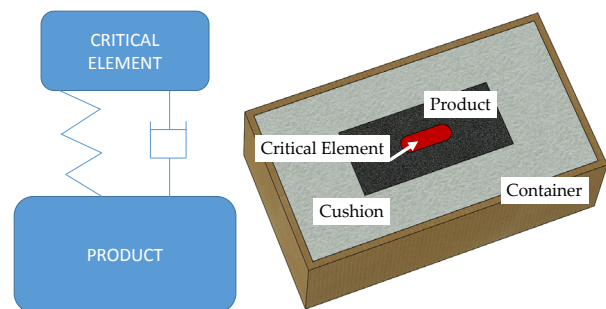 CRITICAL
ELEMENT
PRODUCT
Product
Critical Element
Cushion
Container